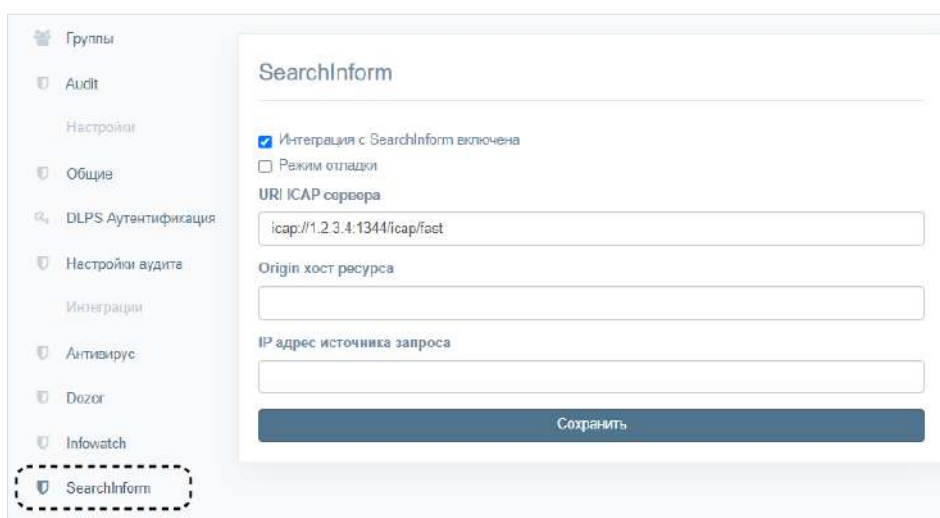 Группы
Audit
Настройки
Общие
DLPS Аутентификация
Настройки аудита
Интеграции
Антивирус
Dozor
Infowatch
SearchInform
SearchInform
Интеграция с SearchInform включена
Режим отладки
URI ICAP сервера
icap://1.2.3.4:1344/icap/fast
Origin хост ресурса
IP адрес источника запроса
Сохранить